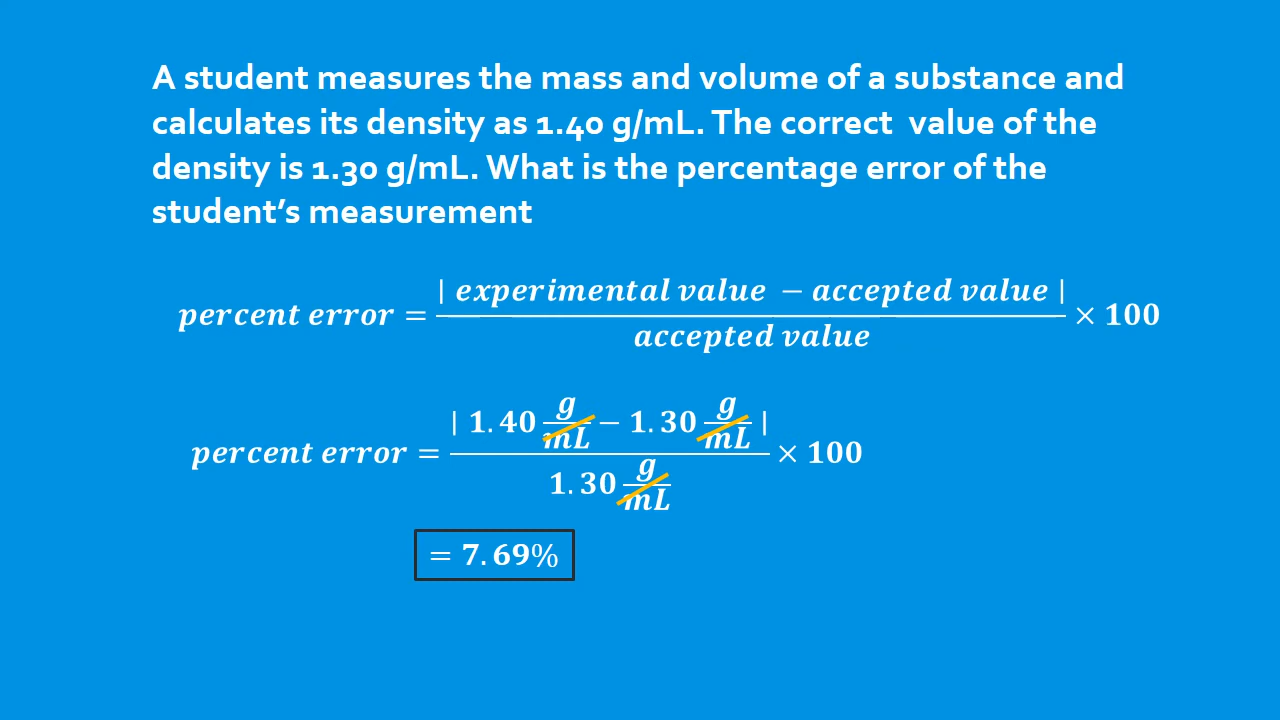 A student measures the mass and volume of a substance and
calculates its density as 1.40 g/mL. The correct  value of the
density is 1.30 g/mL. What is the percentage error of the
student's measurement
percent error = | experimental value − accepted value | / accepted value × 100
percent error = | 1.40 g/mL − 1.30 g/mL | / 1.30 g/mL × 100
= 7.69%